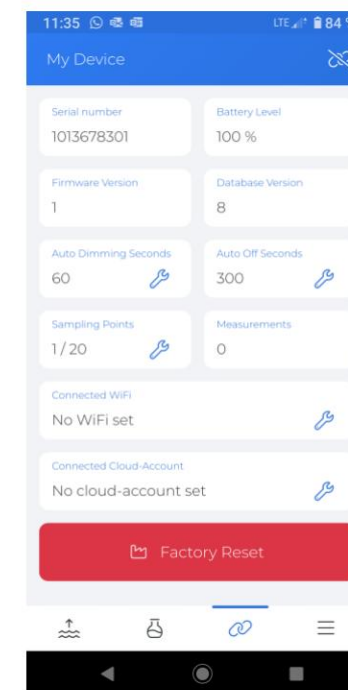 11:35 LTE 84
My Device
Serial number Battery Level
1013678301 100 %
Firmware Version Database Version
1 8
Auto Dimming Seconds Auto Off Seconds
60 300
Sampling Points Measurements
1 / 20 0
Connected WiFi
No WiFi set
Connected Cloud-Account
No cloud-account set
Factory Reset